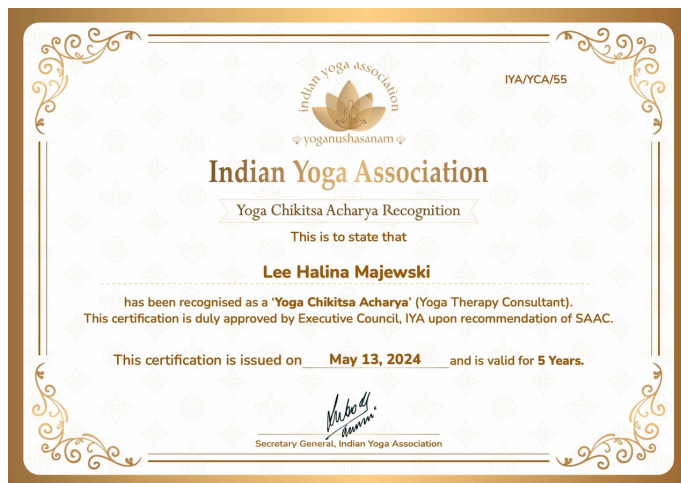 IYA/YCA/55
indian yoga association
yoganushasanam
Indian Yoga Association
Yoga Chikitsa Acharya Recognition
This is to state that
Lee Halina Majewski
has been recognised as a ‘Yoga Chikitsa Acharya’ (Yoga Therapy Consultant).
This certification is duly approved by Executive Council, IYA upon recommendation of SAAC.
This certification is issued on May 13, 2024 and is valid for 5 Years.
Secretary General, Indian Yoga Association